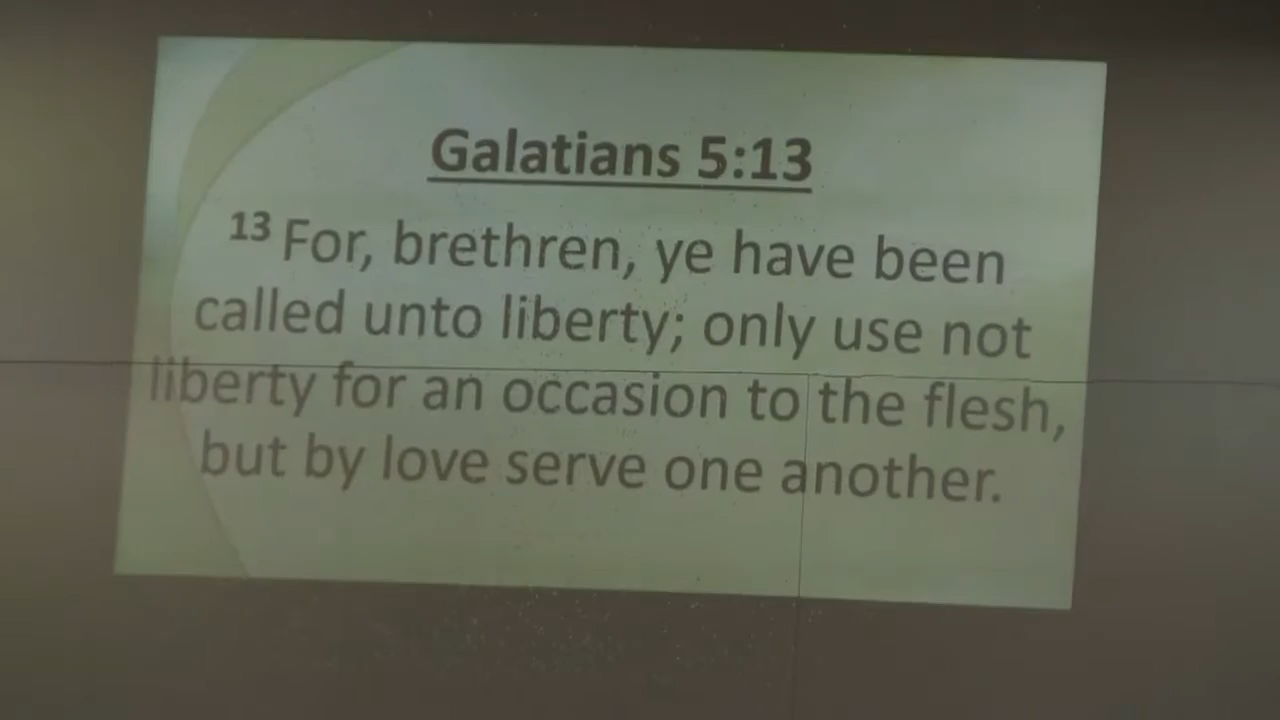 Galatians 5:13
13 For, brethren, ye have been
called unto liberty; only use not
liberty for an occasion to the flesh,
but by love serve one another.